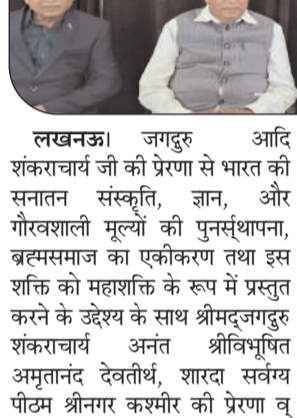 लखनऊ। जगद्गुरु आदि
शंकराचार्य जी की प्रेरणा से भारत की
सनातन संस्कृति, ज्ञान, और
गौरवशाली मूल्यों की पुनर्स्थापना,
ब्रह्मसमाज का एकीकरण तथा इस
शक्ति को महाशक्ति के रूप में प्रस्तुत
करने के उद्देश्य के साथ श्रीमद्जगद्गुरु
शंकराचार्य अनंत श्रीविभूषित
अमृतानंद देवतीर्थ, शारदा सर्वग्य
पीठम श्रीनगर कश्मीर की प्रेरणा व्